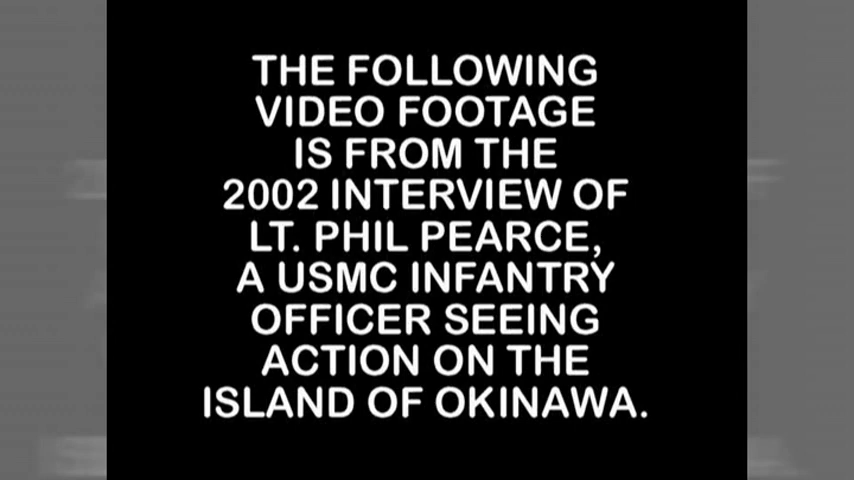 THE FOLLOWING
VIDEO FOOTAGE
IS FROM THE
2002 INTERVIEW OF
LT. PHIL PEARCE,
A USMC INFANTRY
OFFICER SEEING
ACTION ON THE
ISLAND OF OKINAWA.